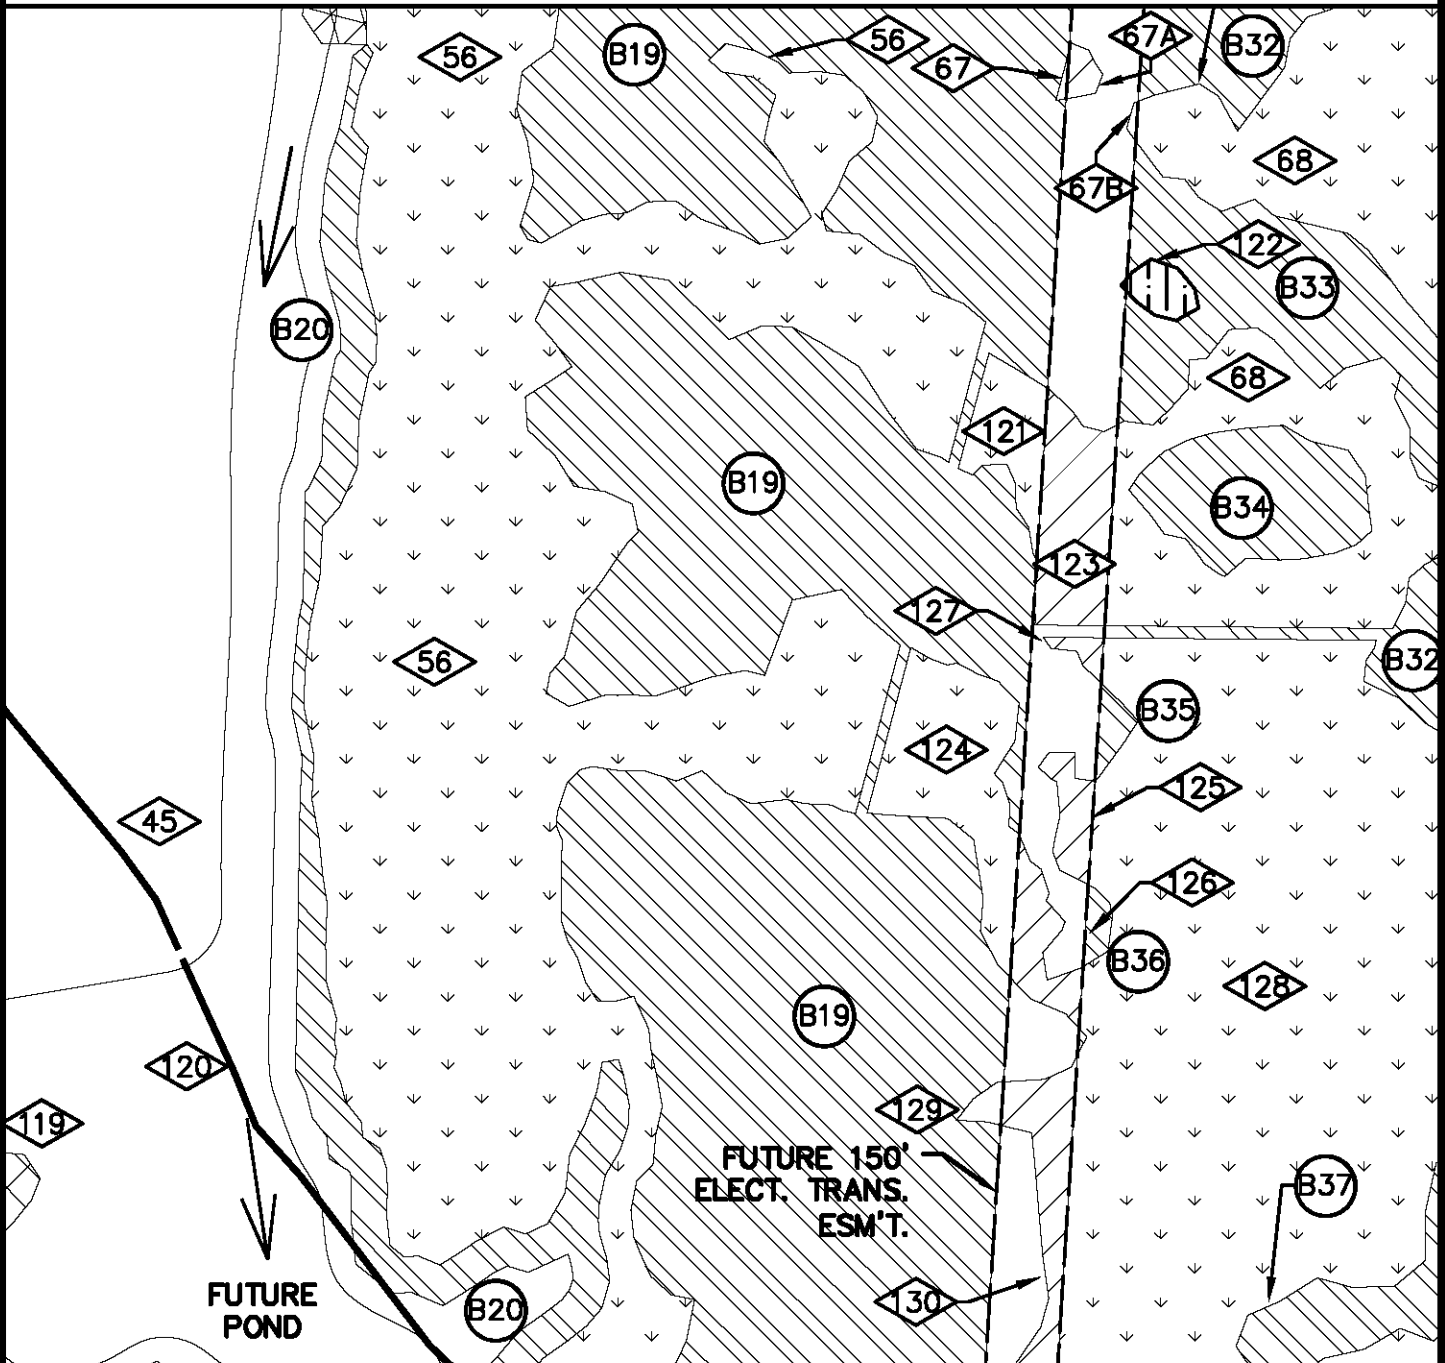 56
B19
56
67
67A
B32
68
67B
122
B33
B20
68
121
B19
B34
123
127
56
B32
B35
124
125
45
126
B36
128
B19
120
129
119
FUTURE 150'
ELECT. TRANS.
ESM'T.
B37
FUTURE
POND
B20
130